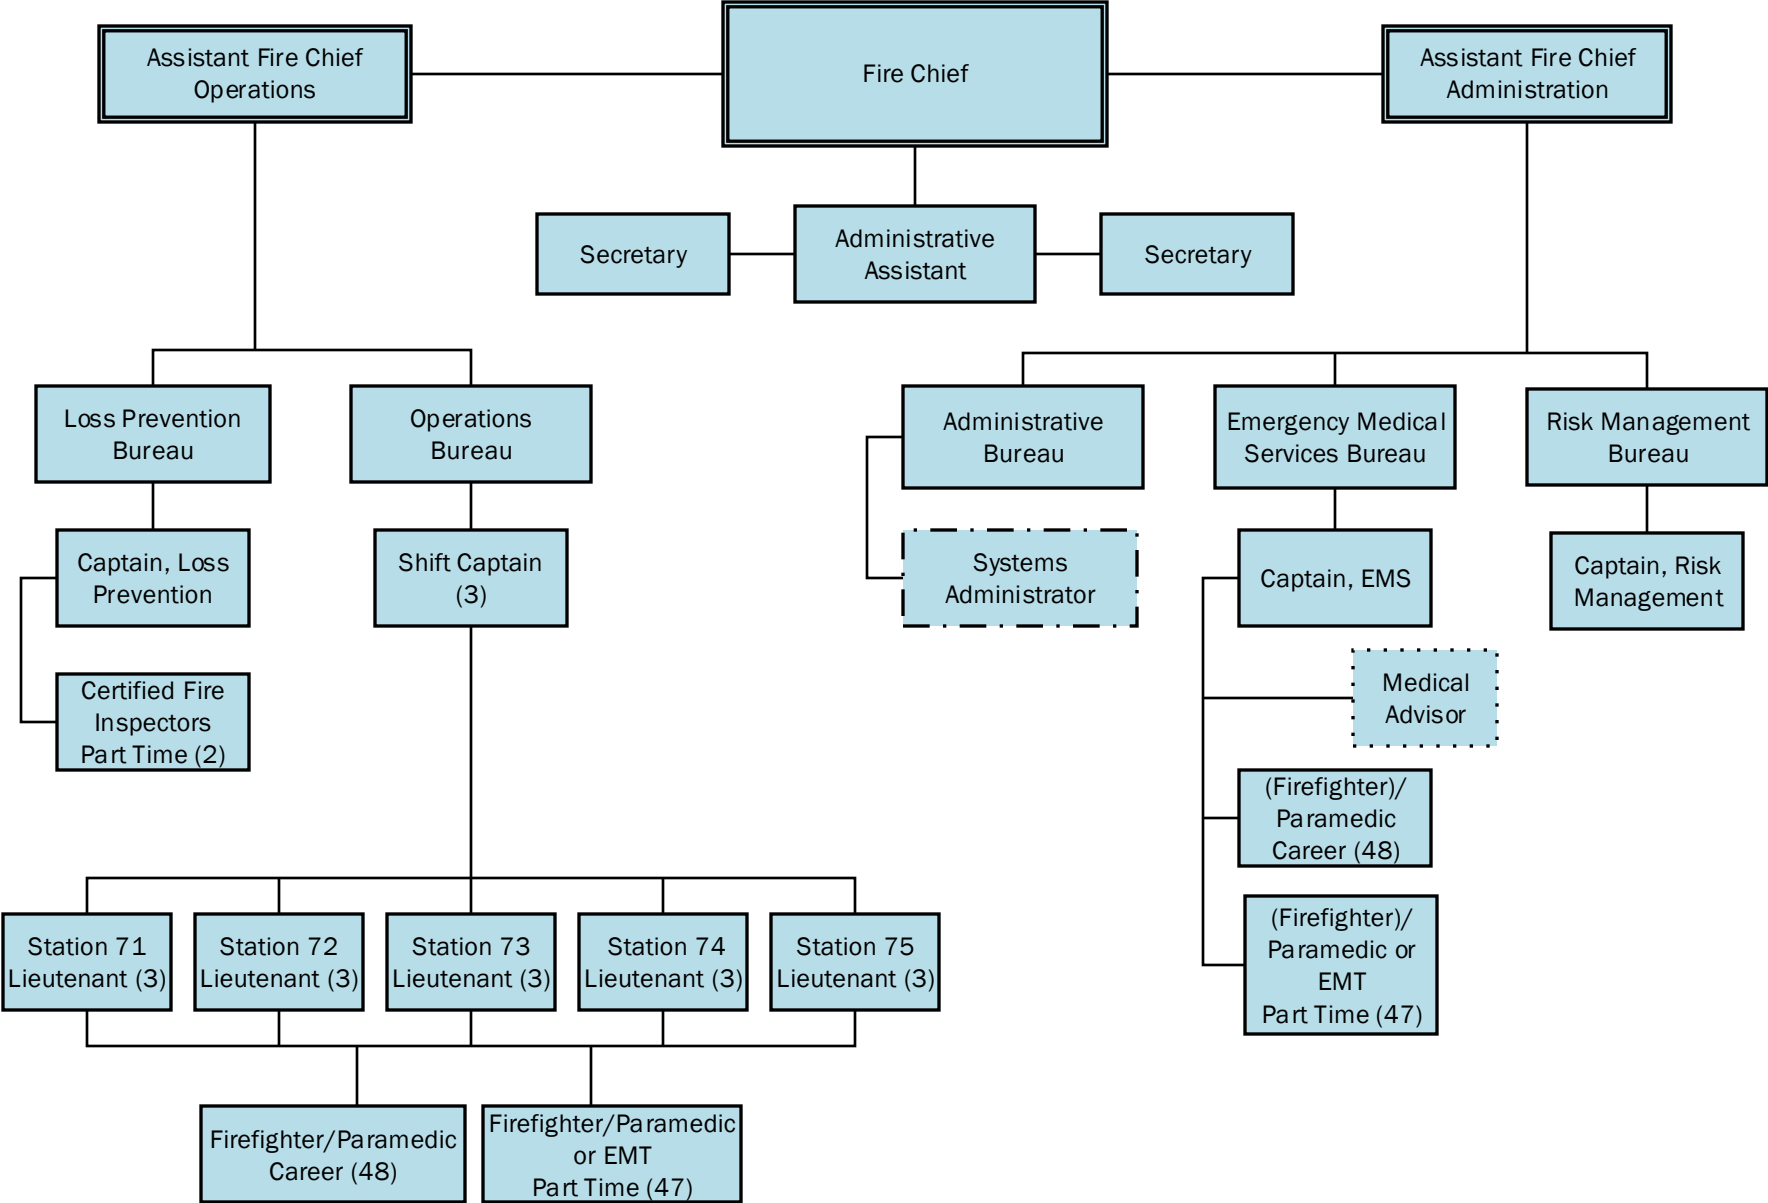 Assistant Fire Chief
Operations
Fire Chief
Assistant Fire Chief
Administration
Secretary
Administrative
Assistant
Secretary
Loss Prevention
Bureau
Operations
Bureau
Administrative
Bureau
Emergency Medical
Services Bureau
Risk Management
Bureau
Captain, Loss
Prevention
Shift Captain
(3)
Systems
Administrator
Captain, EMS
Captain, Risk
Management
Certified Fire
Inspectors
Part Time (2)
Medical
Advisor
(Firefighter)/
Paramedic
Career (48)
(Firefighter)/
Paramedic or
EMT
Part Time (47)
Station 71
Lieutenant (3)
Station 72
Lieutenant (3)
Station 73
Lieutenant (3)
Station 74
Lieutenant (3)
Station 75
Lieutenant (3)
Firefighter/Paramedic
Career (48)
Firefighter/Paramedic
or EMT
Part Time (47)